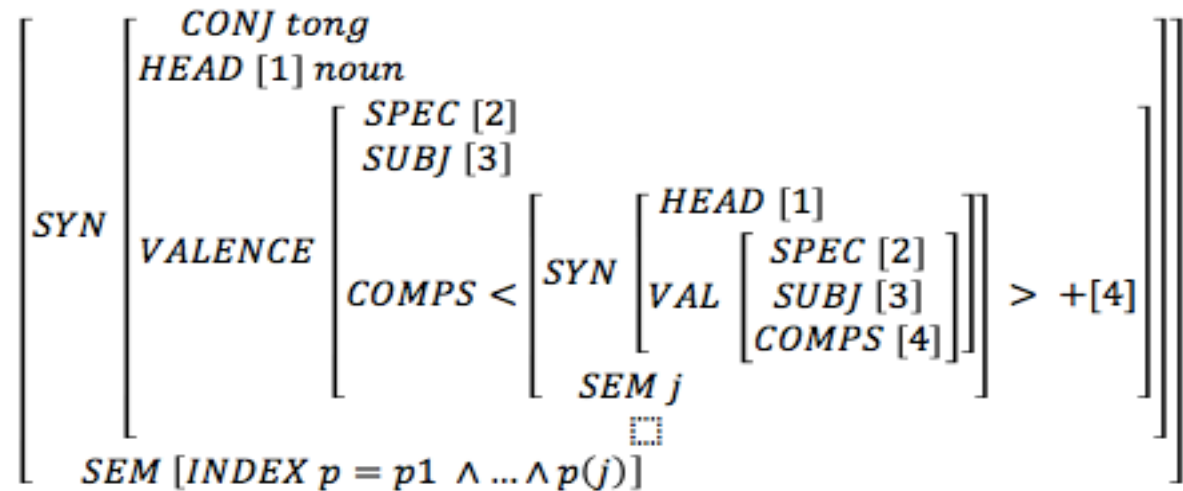 CONJ tong
HEAD [1] noun
SPEC [2]
SUBJ [3]
HEAD [1]
SYN
VALENCE
SYN
SPEC [2]
COMPS <
VAL
SUBJ [3]
> +[4]
COMPS [4]
SEM j
SEM [INDEX p = p1 ∧ ... ∧ p(j)]